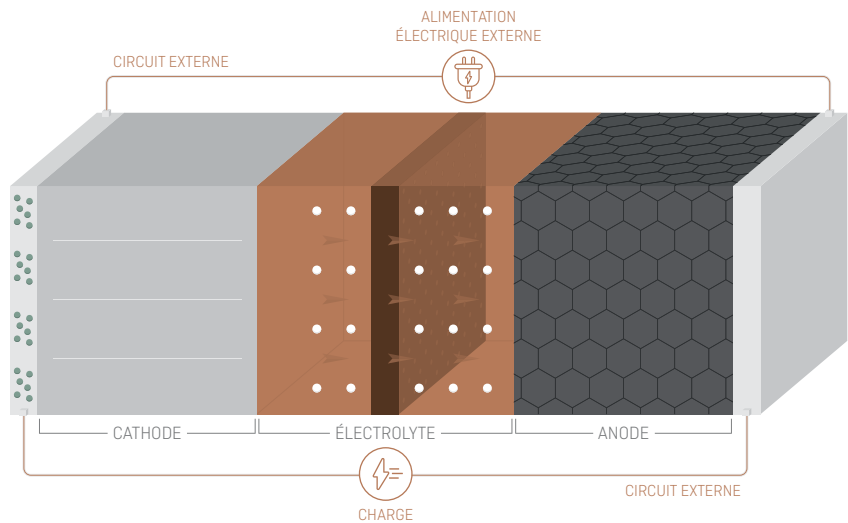 ALIMENTATION
ÉLECTRIQUE EXTERNE
CIRCUIT EXTERNE
CATHODE
ÉLECTROLYTE
ANODE
CIRCUIT EXTERNE
CHARGE